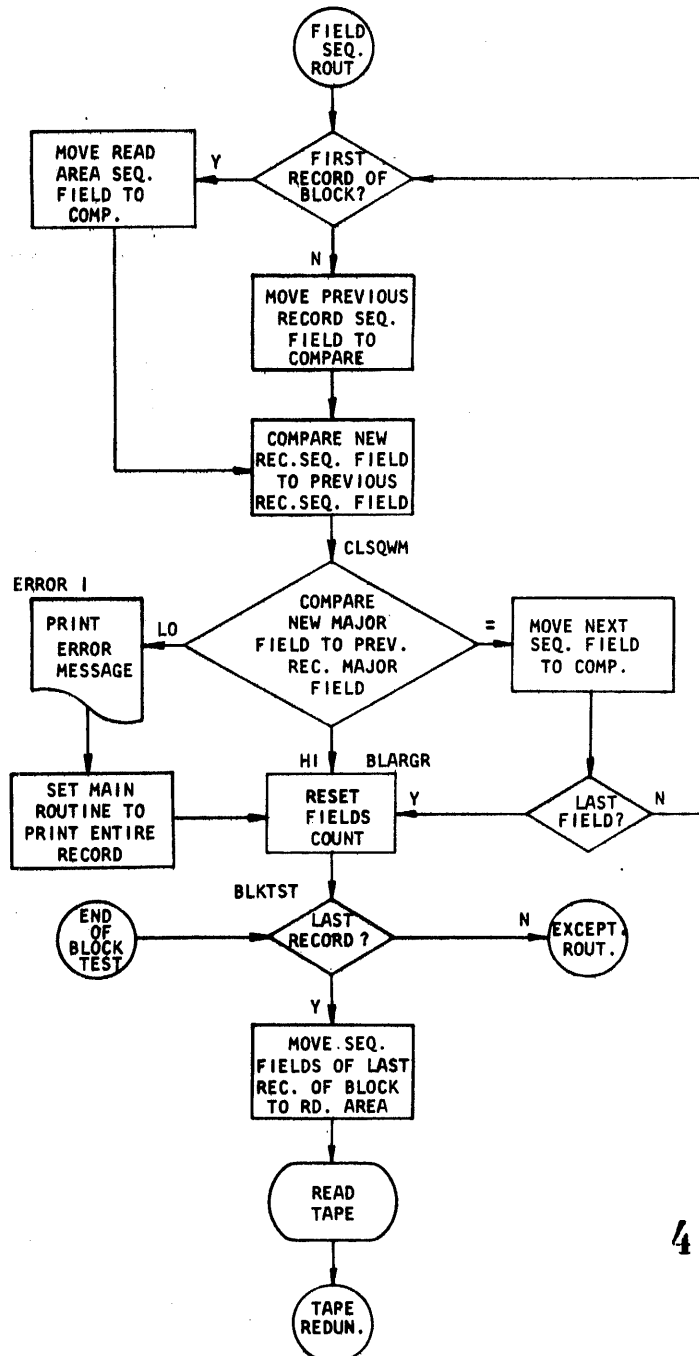 FIELD
SEQ.
ROUT
MOVE READ
AREA SEQ.
FIELD TO
COMP.
Y
FIRST
RECORD OF
BLOCK?
N
MOVE PREVIOUS
RECORD SEQ.
FIELD TO
COMPARE
COMPARE NEW
REC.SEQ. FIELD
TO PREVIOUS
REC.SEQ. FIELD
CLSQWM
ERROR 1
PRINT
ERROR
MESSAGE
LO
COMPARE
NEW MAJOR
FIELD TO PREV.
REC. MAJOR
FIELD
=
MOVE NEXT
SEQ. FIELD
TO COMP.
HI
BLARGR
SET MAIN
ROUTINE TO
PRINT ENTIRE
RECORD
RESET
FIELDS
COUNT
Y
LAST
FIELD?
N
BLKTST
END
OF
BLOCK
TEST
LAST
RECORD ?
N
EXCEPT.
ROUT.
Y
MOVE SEQ.
FIELDS OF LAST
REC. OF BLOCK
TO RD. AREA
READ
TAPE
4
TAPE
REDUN.